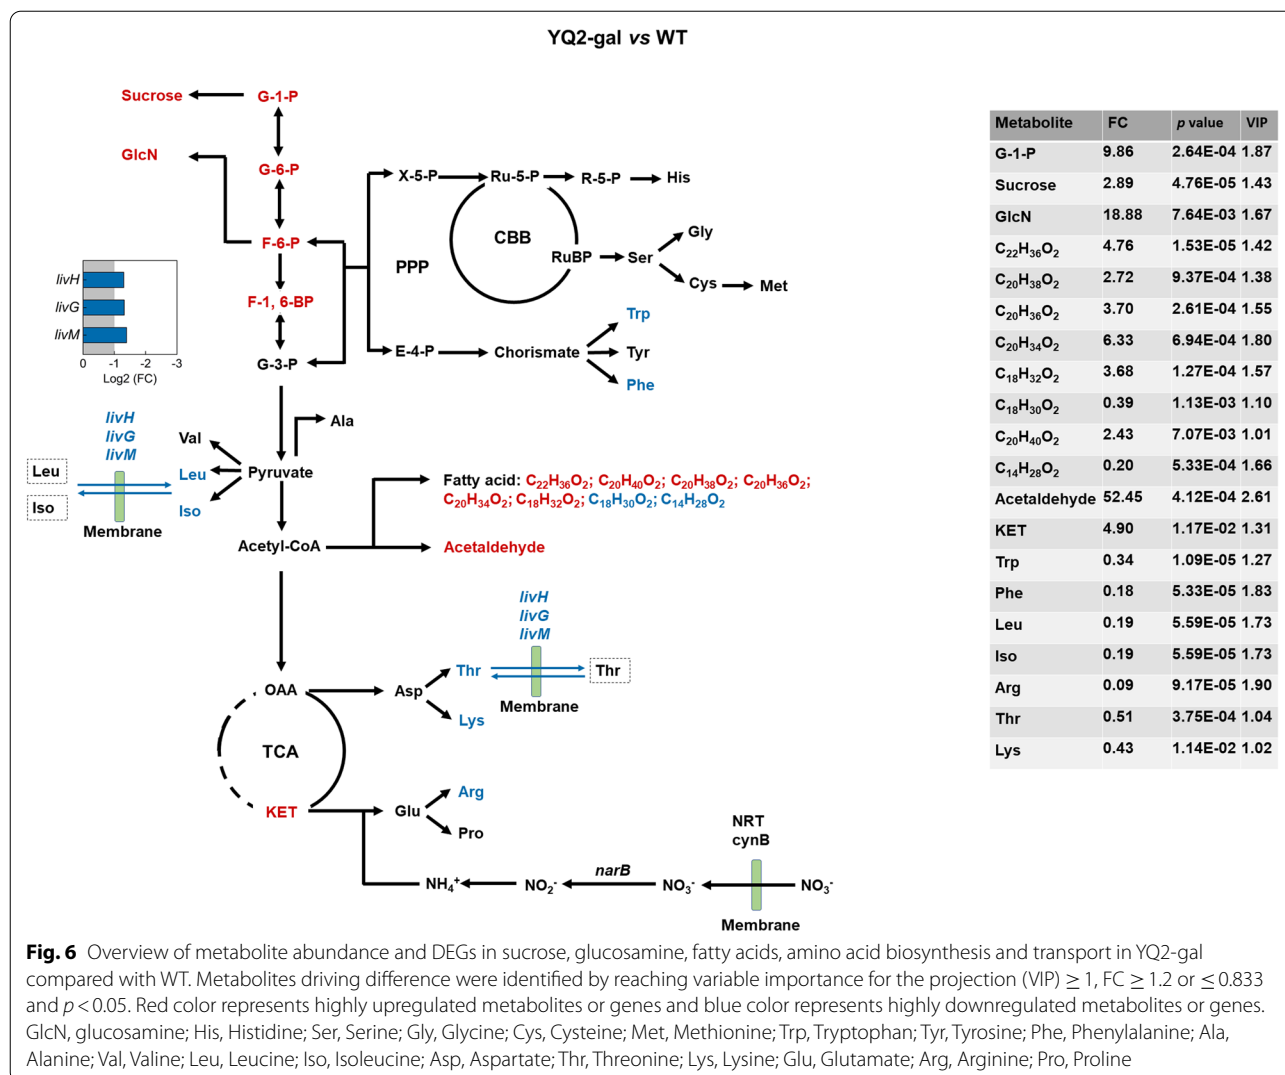 YQ2-gal vs WT
Sucrose
G-1-P
GlcN
G-6-P
F-6-P
F-1, 6-BP
G-3-P
X-5-P
Ru-5-P
R-5-P
His
CBB
PPP
RuBP
Ser
Gly
Cys
Met
E-4-P
Chorismate
Trp
Tyr
Phe
livH
livG
livM
0 -1 -2 -3
Log2 (FC)
livH
livG
livM
Leu
Iso
Membrane
Val
Leu
Iso
Pyruvate
Ala
Acetyl-CoA
Fatty acid: C22H36O2; C20H40O2; C20H38O2; C20H36O2;
C20H34O2; C18H32O2; C18H30O2; C14H28O2
Acetaldehyde
livH
livG
livM
OAA
Asp
Thr
Lys
Thr
Membrane
TCA
KET
Glu
Arg
Pro
NH4+
NO2-
narB
NO3-
NRT
cynB
NO3-
Membrane
Metabolite FC p value VIP
G-1-P 9.86 2.64E-04 1.87
Sucrose 2.89 4.76E-05 1.43
GlcN 18.88 7.64E-03 1.67
C22H36O2 4.76 1.53E-05 1.42
C20H38O2 2.72 9.37E-04 1.38
C20H36O2 3.70 2.61E-04 1.55
C20H34O2 6.33 6.94E-04 1.80
C18H32O2 3.68 1.27E-04 1.57
C18H30O2 0.39 1.13E-03 1.10
C20H40O2 2.43 7.07E-03 1.01
C14H28O2 0.20 5.33E-04 1.66
Acetaldehyde 52.45 4.12E-04 2.61
KET 4.90 1.17E-02 1.31
Trp 0.34 1.09E-05 1.27
Phe 0.18 5.33E-05 1.83
Leu 0.19 5.59E-05 1.73
Iso 0.19 5.59E-05 1.73
Arg 0.09 9.17E-05 1.90
Thr 0.51 3.75E-04 1.04
Lys 0.43 1.14E-02 1.02
Fig. 6 Overview of metabolite abundance and DEGs in sucrose, glucosamine, fatty acids, amino acid biosynthesis and transport in YQ2-gal
compared with WT. Metabolites driving difference were identified by reaching variable importance for the projection (VIP) ≥ 1, FC ≥ 1.2 or ≤ 0.833
and p < 0.05. Red color represents highly upregulated metabolites or genes and blue color represents highly downregulated metabolites or genes.
GlcN, glucosamine; His, Histidine; Ser, Serine; Gly, Glycine; Cys, Cysteine; Met, Methionine; Trp, Tryptophan; Tyr, Tyrosine; Phe, Phenylalanine; Ala,
Alanine; Val, Valine; Leu, Leucine; Iso, Isoleucine; Asp, Aspartate; Thr, Threonine; Lys, Lysine; Glu, Glutamate; Arg, Arginine; Pro, Proline